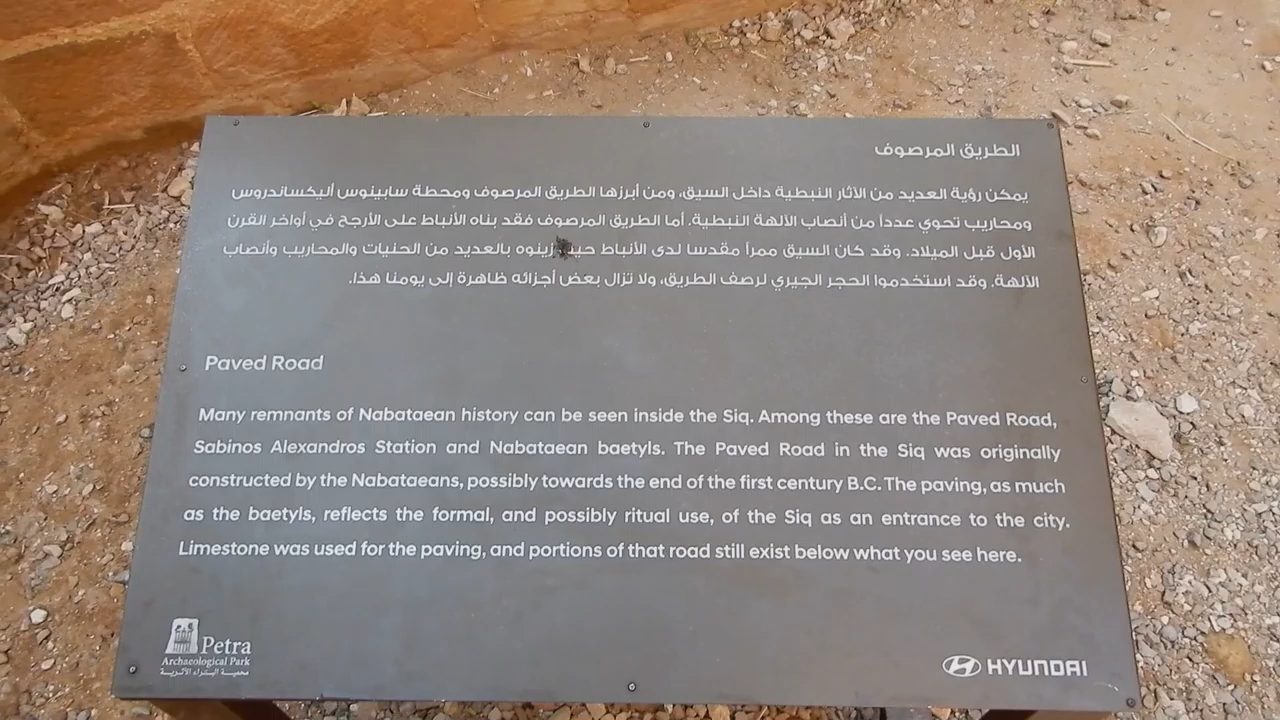 الطريق المرصوف
يمكن رؤية العديد من الآثار النبطية داخل السيق، ومن أبرزها الطريق المرصوف ومحطة سابينوس أليكساندروس
ومحاريب تحوي عدداً من أنصاب الآلهة النبطية. أما الطريق المرصوف فقد بناه الأنباط على الأرجح في أواخر القرن
الأول قبل الميلاد. وقد كان السيق ممراً مقدسا لدى الأنباط زينوه بالعديد من الحنيات والمحاريب وأنصاب
الآلهة. وقد استخدموا الحجر الجيري لرصف الطريق، ولا تزال بعض أجزائه ظاهرة إلى يومنا هذا.
Paved Road
Many remnants of Nabataean history can be seen inside the Siq. Among these are the Paved Road,
Sabinos Alexandros Station and Nabataean baetyls. The Paved Road in the Siq was originally
constructed by the Nabataeans, possibly towards the end of the first century B.C. The paving, as much
as the baetyls, reflects the formal, and possibly ritual use, of the Siq as an entrance to the city.
Limestone was used for the paving, and portions of that road still exist below what you see here.
Petra
Archaeological Park
محمية البتراء الأثرية
HYUNDAI